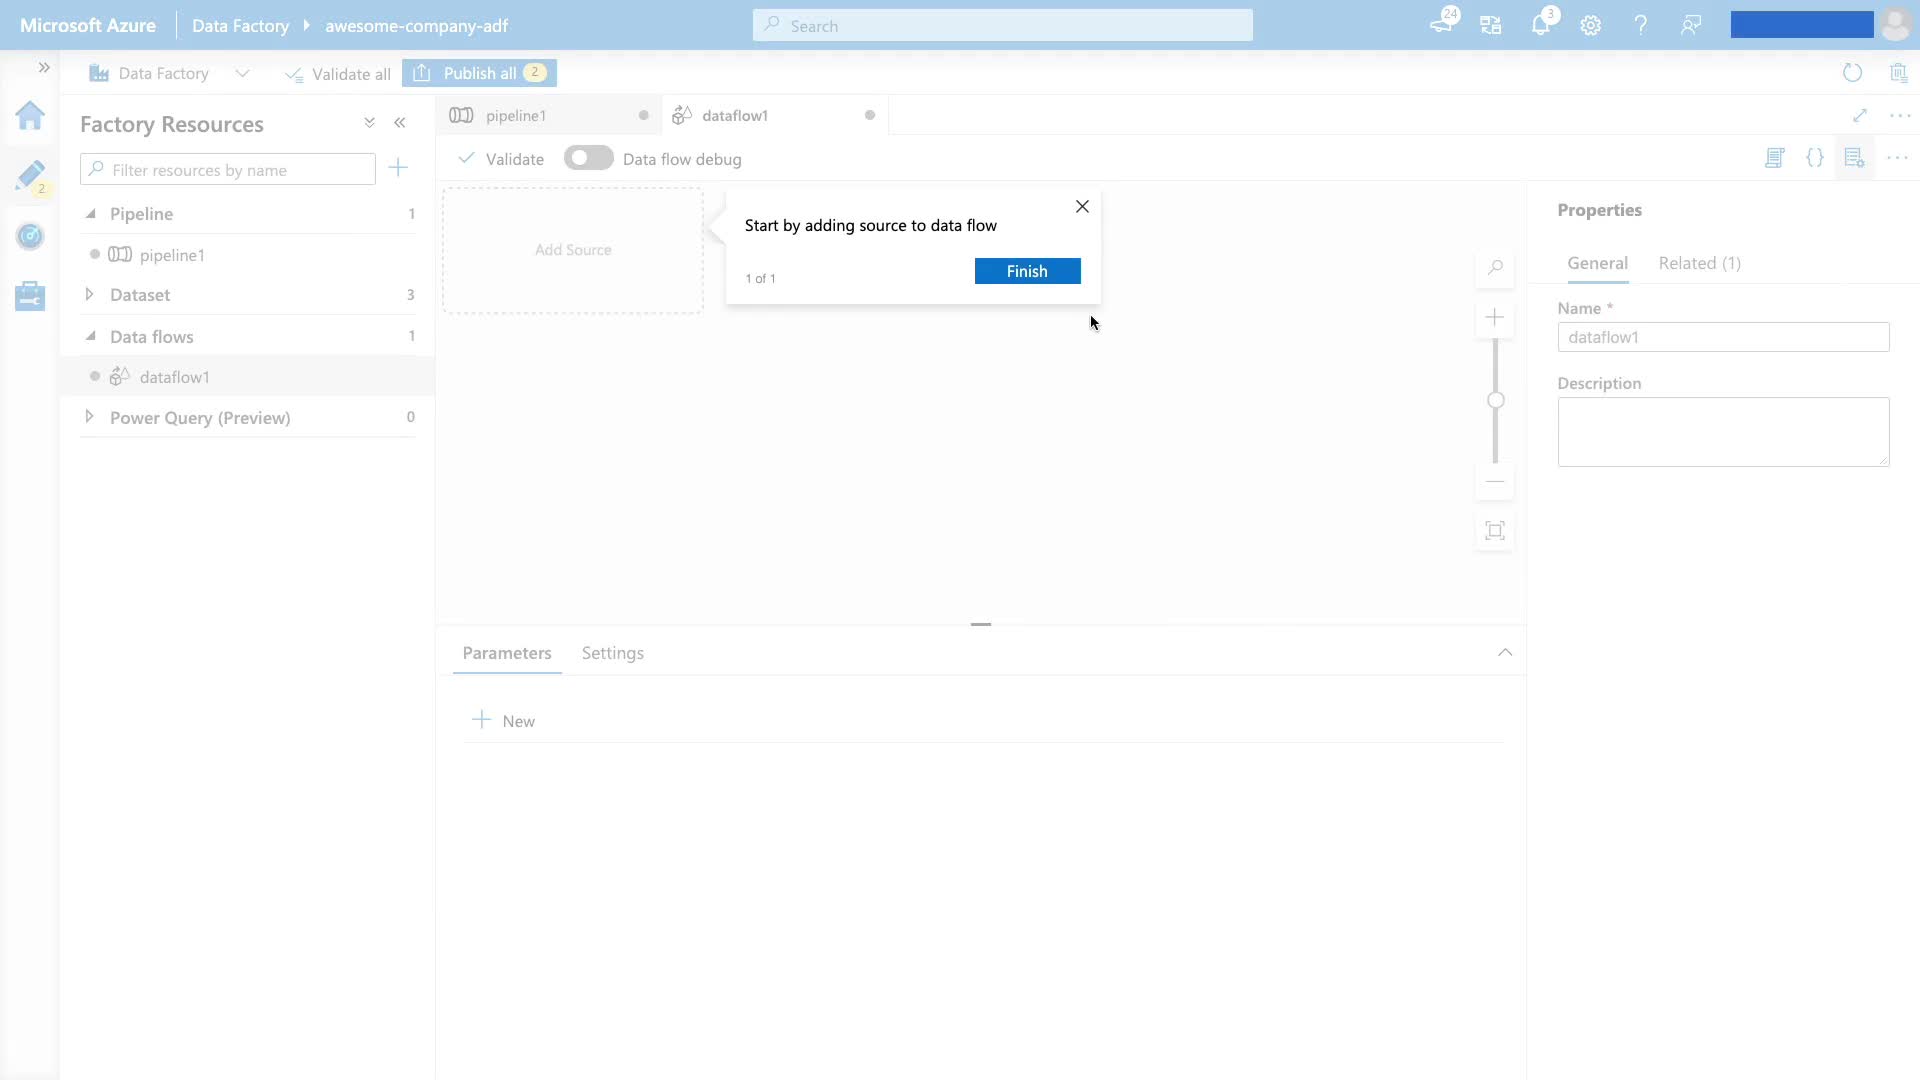 Microsoft Azure
Data Factory
awesome-company-adf
Search
24
3
Data Factory
Validate all
Publish all 2
Factory Resources
Filter resources by name
2
Pipeline 1
pipeline1
Dataset 3
Data flows 1
dataflow1
Power Query (Preview) 0
pipeline1
dataflow1
Validate
Data flow debug
Add Source
Start by adding source to data flow
1 of 1
Finish
Parameters
Settings
New
Properties
General
Related (1)
Name *
dataflow1
Description